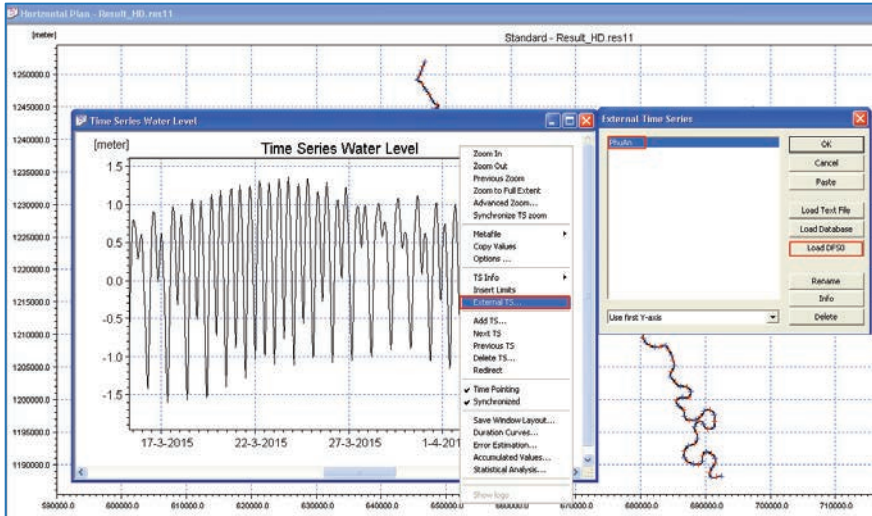 Horizontal Plan - Result_HD.res11
[meter]
Standard - Result_HD.res11
1250000.0
1245000.0
1240000.0
1235000.0
1230000.0
1225000.0
1220000.0
1215000.0
1210000.0
1205000.0
1200000.0
1195000.0
1190000.0
590000.0 600000.0 610000.0 620000.0 630000.0 640000.0 650000.0 660000.0 670000.0 680000.0 690000.0 700000.0 710000.0
Time Series Water Level
[meter]
Time Series Water Level
1.5
1.0
0.5
0.0
-0.5
-1.0
-1.5
17-3-2015 22-3-2015 27-3-2015 1-4-20
Zoom In
Zoom Out
Previous Zoom
Zoom to Full Extent
Advanced Zoom...
Synchronize TS zoom
Metafile
Copy Values
Options ...
TS Info
Insert Limits
External TS...
Add TS...
Next TS
Previous TS
Delete TS...
Redirect
Time Pointing
Synchronized
Save Window Layout...
Duration Curves...
Error Estimation...
Accumulated Values...
Statistical Analysis...
Show logo
External Time Series
PhuAn
OK
Cancel
Paste
Load Text File
Load Database
Load DFS0
Rename
Info
Delete
Use first Y-axis